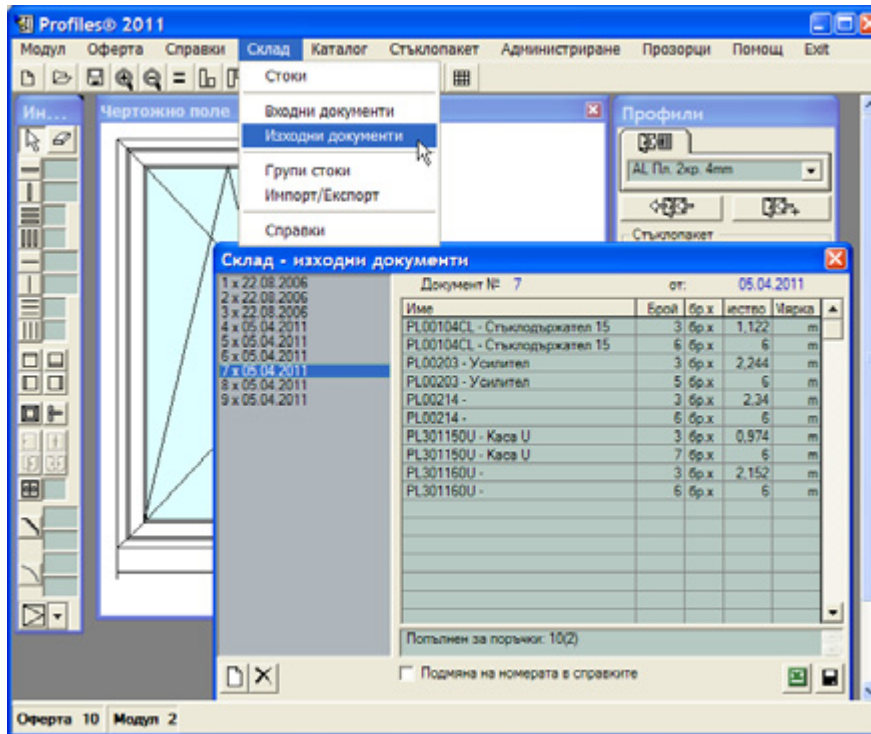 Profiles® 2011
Модул Оферта Справки Склад Каталог Стъклопакет Администриране Прозорци Помощ Exit
Стоки
Входни документи
Изходни документи
Групи стоки
Импорт/Експорт
Справки
Ин...
Чертожно поле
Профили
AL Пл. 2кр. 4mm
Стъклопакет
Склад - изходни документи
1 x 22.08.2006
2 x 22.08.2006
3 x 22.08.2006
4 x 05.04.2011
5 x 05.04.2011
6 x 05.04.2011
7 x 05.04.2011
8 x 05.04.2011
9 x 05.04.2011
Документ № 7 от: 05.04.2011
Име Брой бр.х ество Мярка
PL00104CL - Стъклодържател 15 3 бр.х 1,122 m
PL00104CL - Стъклодържател 15 6 бр.х 6 m
PL00203 - Усилител 3 бр.х 2,244 m
PL00203 - Усилител 5 бр.х 6 m
PL00214 - 3 бр.х 2,34 m
PL00214 - 6 бр.х 6 m
PL301150U - Каса U 3 бр.х 0,974 m
PL301150U - Каса U 7 бр.х 6 m
PL301160U - 3 бр.х 2,152 m
PL301160U - 6 бр.х 6 m
Попълнен за поръчки: 10(2)
Подмяна на номерата в справките
Оферта 10 Модул 2